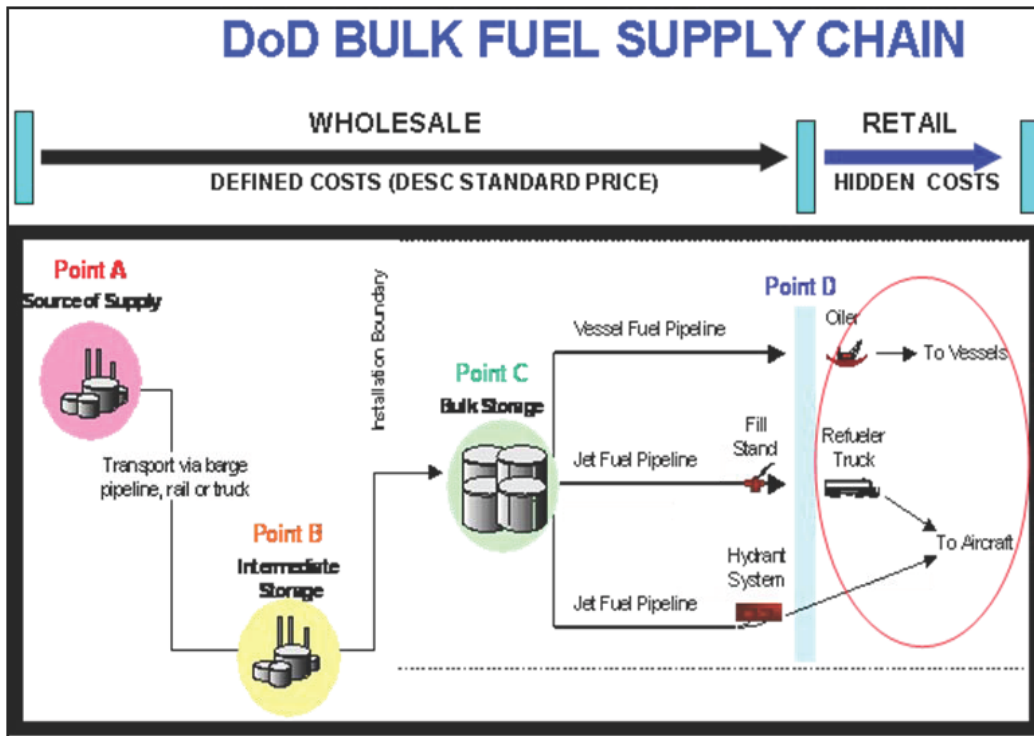 DoD BULK FUEL SUPPLY CHAIN
WHOLESALE
RETAIL
DEFINED COSTS (DESC STANDARD PRICE)
HIDDEN COSTS
Point A
Source of Supply
Transport via barge
pipeline, rail or truck
Point B
Intermediate
Storage
Installation Boundary
Point C
Bulk Storage
Vessel Fuel Pipeline
Jet Fuel Pipeline
Fill
Stand
Jet Fuel Pipeline
Hydrant
System
Point D
Oiler
To Vessels
Refueler
Truck
To Aircraft